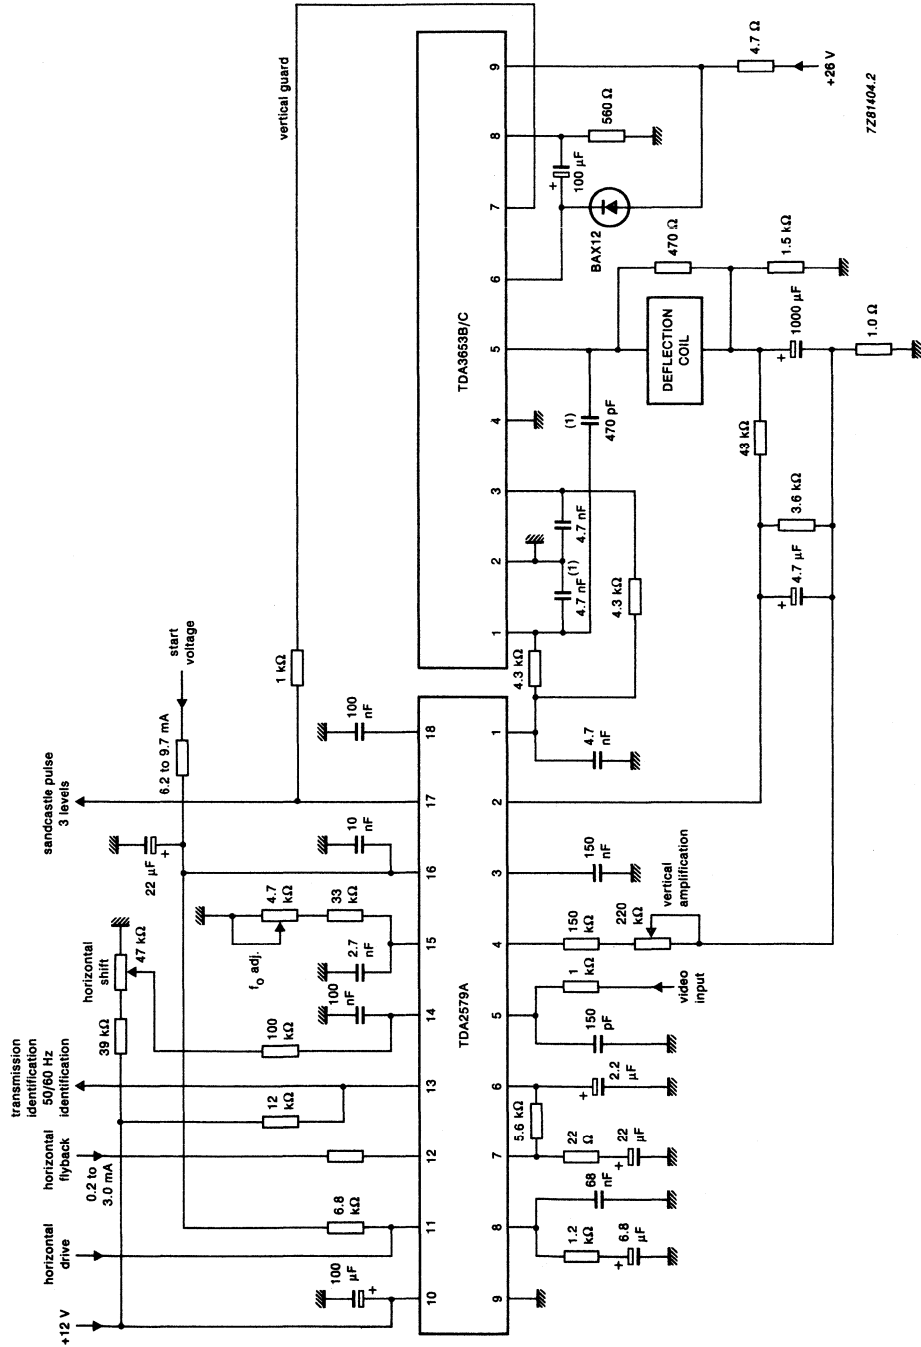 +12 V
horizontal
drive
horizontal
flyback
0.2 to
3.0 mA
transmission
identification
50/60 Hz
identification
horizontal
shift
47 kΩ
39 kΩ
sandcastle pulse
3 levels
22 µF
+
6.2 to 9.7 mA
start
voltage
vertical guard
100
µF
+
6.8
kΩ
12
kΩ
100
kΩ
100
nF
2.7
nF
f₀ adj.
4.7
kΩ
33
kΩ
10
nF
100
nF
1 kΩ
10
11
12
13
14
15
16
17
18
TDA2579A
9
8
7
6
5
4
3
2
1
1.2
kΩ
6.8
µF
+
68
nF
22
Ω
22
µF
+
5.6 kΩ
2.2
µF
+
150
pF
1
kΩ
video
input
150
kΩ
220
kΩ
vertical
amplification
150
nF
4.7
nF
4.3 kΩ
4.3 kΩ
TDA3653B/C
1
2
3
4
5
6
7
8
9
4.7 nF
(1)
4.7 nF
(1)
470 pF
DEFLECTION
COIL
470 Ω
1.5 kΩ
1000 µF
+
1.0 Ω
43 kΩ
3.6 kΩ
4.7 µF
+
BAX12
100 µF
+
560 Ω
4.7 Ω
+26 V
7Z81404.2